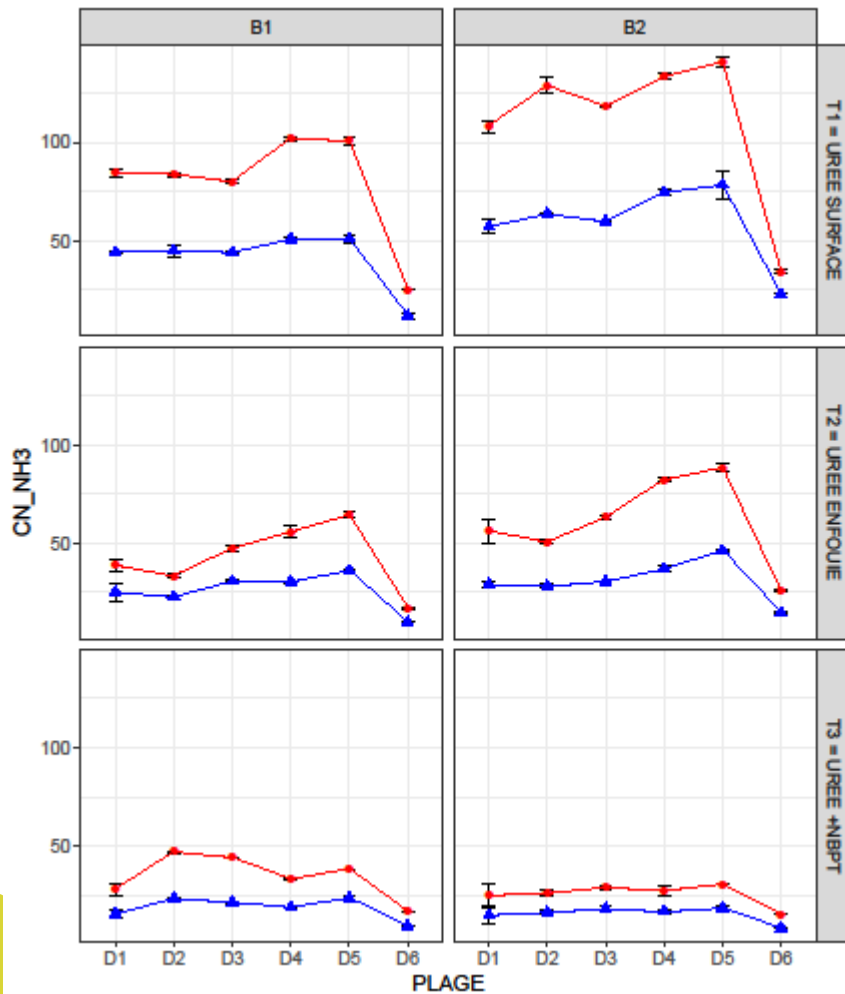 B1
B2
T1 = UREE SURFACE
100
50
T2 = UREE ENFOUIE
100
50
T3 = UREE +NBPT
100
50
CN_NH3
D1 D2 D3 D4 D5 D6
D1 D2 D3 D4 D5 D6
PLAGE